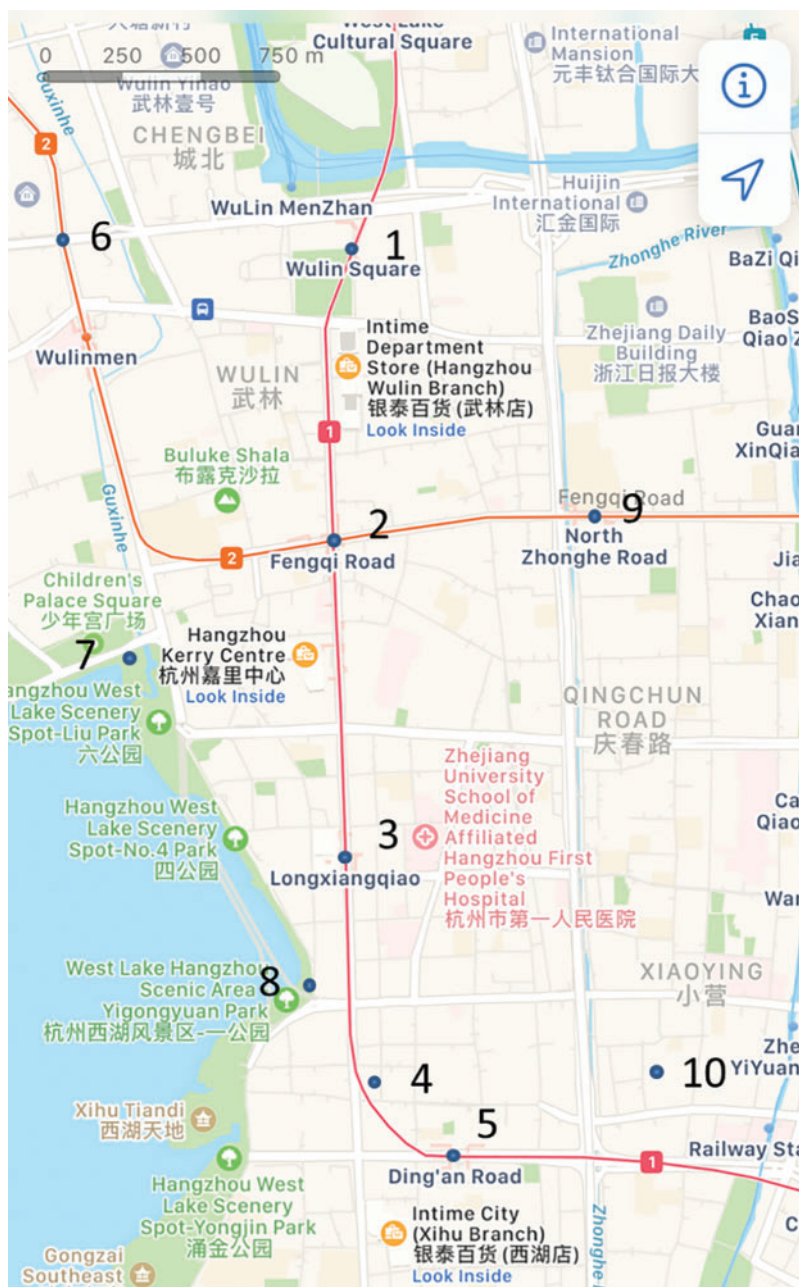 West Lake
Cultural Square
0 250 500 750 m
International
Mansion
元丰钛合国际大
Guxinhe
Wulin Yihao
武林壹号
CHENGBEI
城北
2
WuLin MenZhan
Huijin
International
汇金国际
6
1
Wulin Square
Zhonghe River
BaZi Qi
Wulinmen
Intime
Department
Store (Hangzhou
Wulin Branch)
银泰百货 (武林店)
Look Inside
Zhejiang Daily
Building
浙江日报大楼
BaoS
Qiao Z
WULIN
武林
1
Guan
XinQia
Buluke Shala
布露克沙拉
Guxinhe
2
Fengqi Road
9
Fengqi Road
North
Zhonghe Road
2
Jia
Children's
Palace Square
少年宫广场
Chao
Xian
7
Hangzhou
Kerry Centre
杭州嘉里中心
Look Inside
angzhou West
Lake Scenery
Spot-Liu Park
六公园
QINGCHUN
ROAD
庆春路
Zhejiang
University
School of
Medicine
Affiliated
Hangzhou First
People's
Hospital
杭州市第一人民医院
Hangzhou West
Lake Scenery
Spot-No.4 Park
四公园
3
Longxiangqiao
Ca
Qiao
War
West Lake Hangzhou
Scenic Area -
Yigongyuan Park
杭州西湖风景区-一公园
8
XIAOYING
小营
4
10
Zhe
YiYuan
Xihu Tiandi
西湖天地
5
Ding'an Road
1
Railway Sta
Hangzhou West
Lake Scenery
Spot-Yongjin Park
涌金公园
Intime City
(Xihu Branch)
银泰百货 (西湖店)
Look Inside
Zhonghe River
C
Gongzai
Southeast